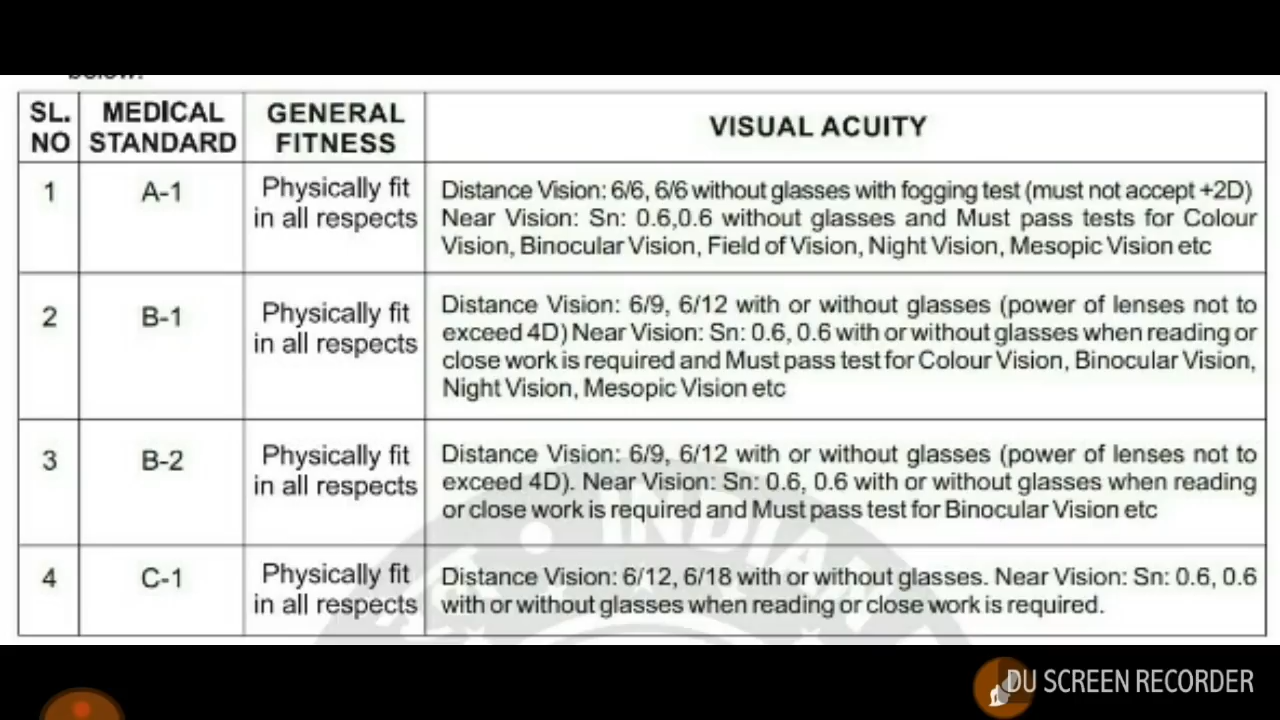 below.
SL. NO
MEDICAL STANDARD
GENERAL FITNESS
VISUAL ACUITY
1
A-1
Physically fit
in all respects
Distance Vision: 6/6, 6/6 without glasses with fogging test (must not accept +2D)
Near Vision: Sn: 0.6,0.6 without glasses and Must pass tests for Colour
Vision, Binocular Vision, Field of Vision, Night Vision, Mesopic Vision etc
2
B-1
Physically fit
in all respects
Distance Vision: 6/9, 6/12 with or without glasses (power of lenses not to
exceed 4D) Near Vision: Sn: 0.6, 0.6 with or without glasses when reading or
close work is required and Must pass test for Colour Vision, Binocular Vision,
Night Vision, Mesopic Vision etc
3
B-2
Physically fit
in all respects
Distance Vision: 6/9, 6/12 with or without glasses (power of lenses not to
exceed 4D). Near Vision: Sn: 0.6, 0.6 with or without glasses when reading
or close work is required and Must pass test for Binocular Vision etc
4
C-1
Physically fit
in all respects
Distance Vision: 6/12, 6/18 with or without glasses. Near Vision: Sn: 0.6, 0.6
with or without glasses when reading or close work is required.
INDIAN
DU SCREEN RECORDER